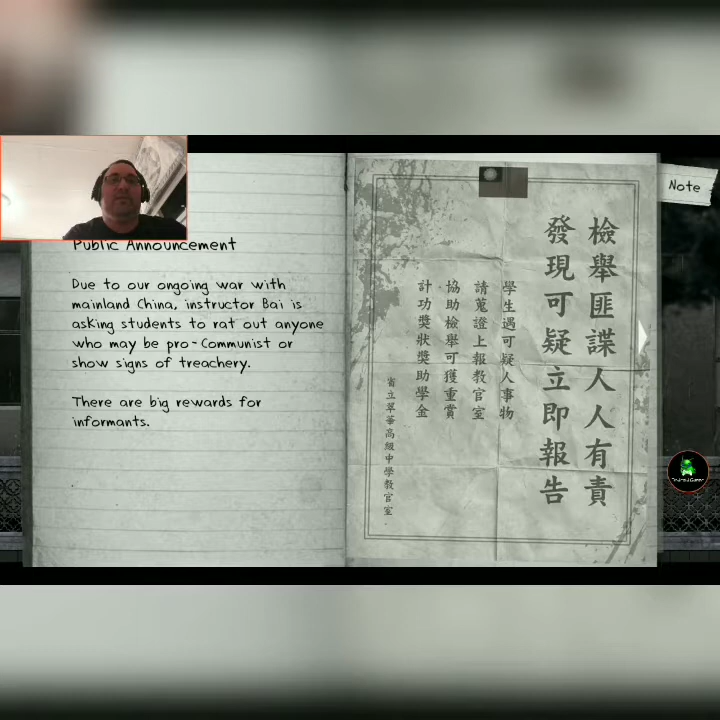 Public Announcement
Due to our ongoing war with
mainland China, instructor Bai is
asking students to rat out anyone
who may be pro-Communist or
show signs of treachery.
There are big rewards for
informants.
檢舉匪諜人人有責
發現可疑立即報告
學生遇可疑人事物
請蒐證上報教官室
協助檢舉可獲重賞
計功獎狀獎助學金
省立翠華高級中學教官室
Note
Android Gamer